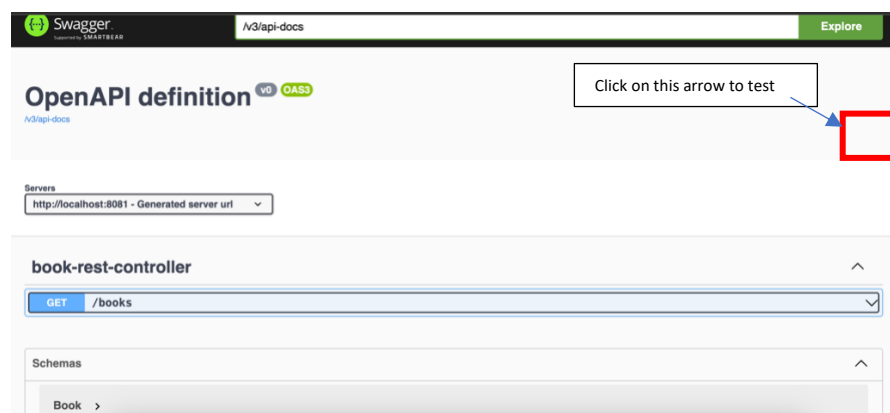 Swagger.
Supported by SMARTBEAR
/v3/api-docs
Explore
OpenAPI definition v0 OAS3
/v3/api-docs
Click on this arrow to test
Servers
http://localhost:8081 - Generated server url
book-rest-controller
GET /books
Schemas
Book